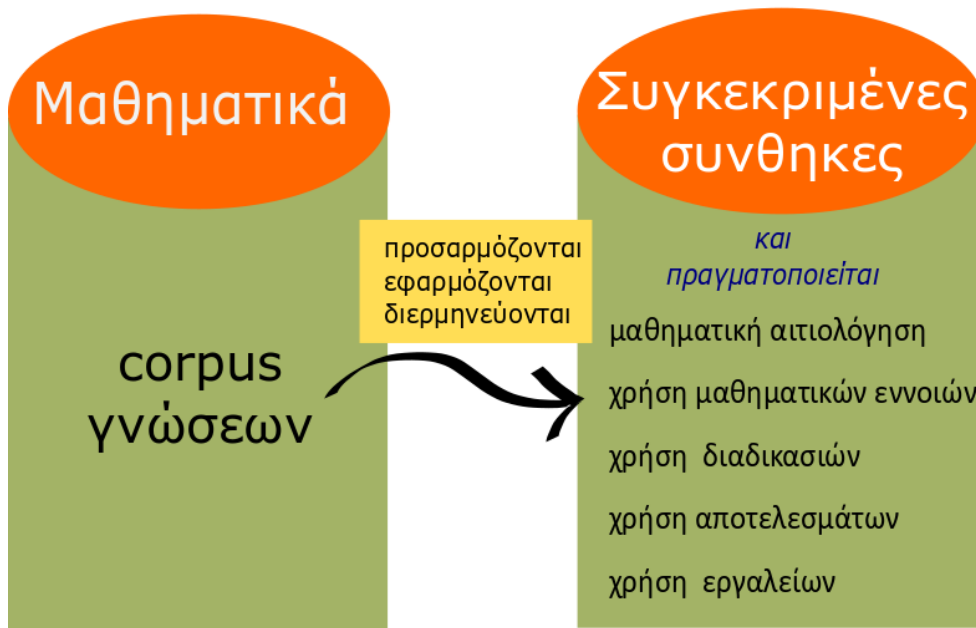 Μαθηματικά
corpus
γνώσεων
προσαρμόζονται
εφαρμόζονται
διερμηνεύονται
Συγκεκριμένες
συνθηκες
και
πραγματοποιείται
μαθηματική αιτιολόγηση
χρήση μαθηματικών εννοιών
χρήση διαδικασιών
χρήση αποτελεσμάτων
χρήση εργαλείων